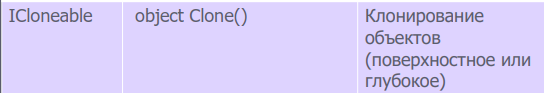 ICloneable object Clone() Клонирование
объектов
(поверхностное или
глубокое)